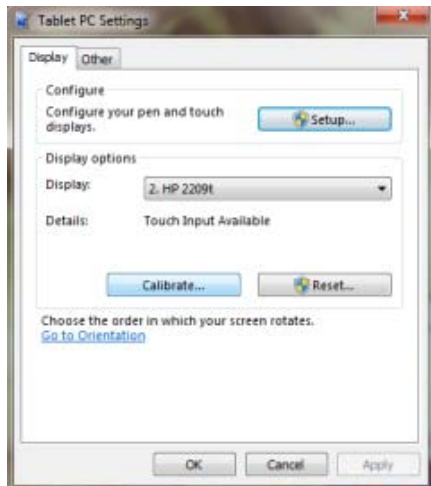 Tablet PC Settings
Display Other
Configure
Configure your pen and touch
displays.
Setup...
Display options
Display:
2. HP 2209t
Details:
Touch Input Available
Calibrate...
Reset...
Choose the order in which your screen rotates.
Go to Orientation
OK Cancel Apply